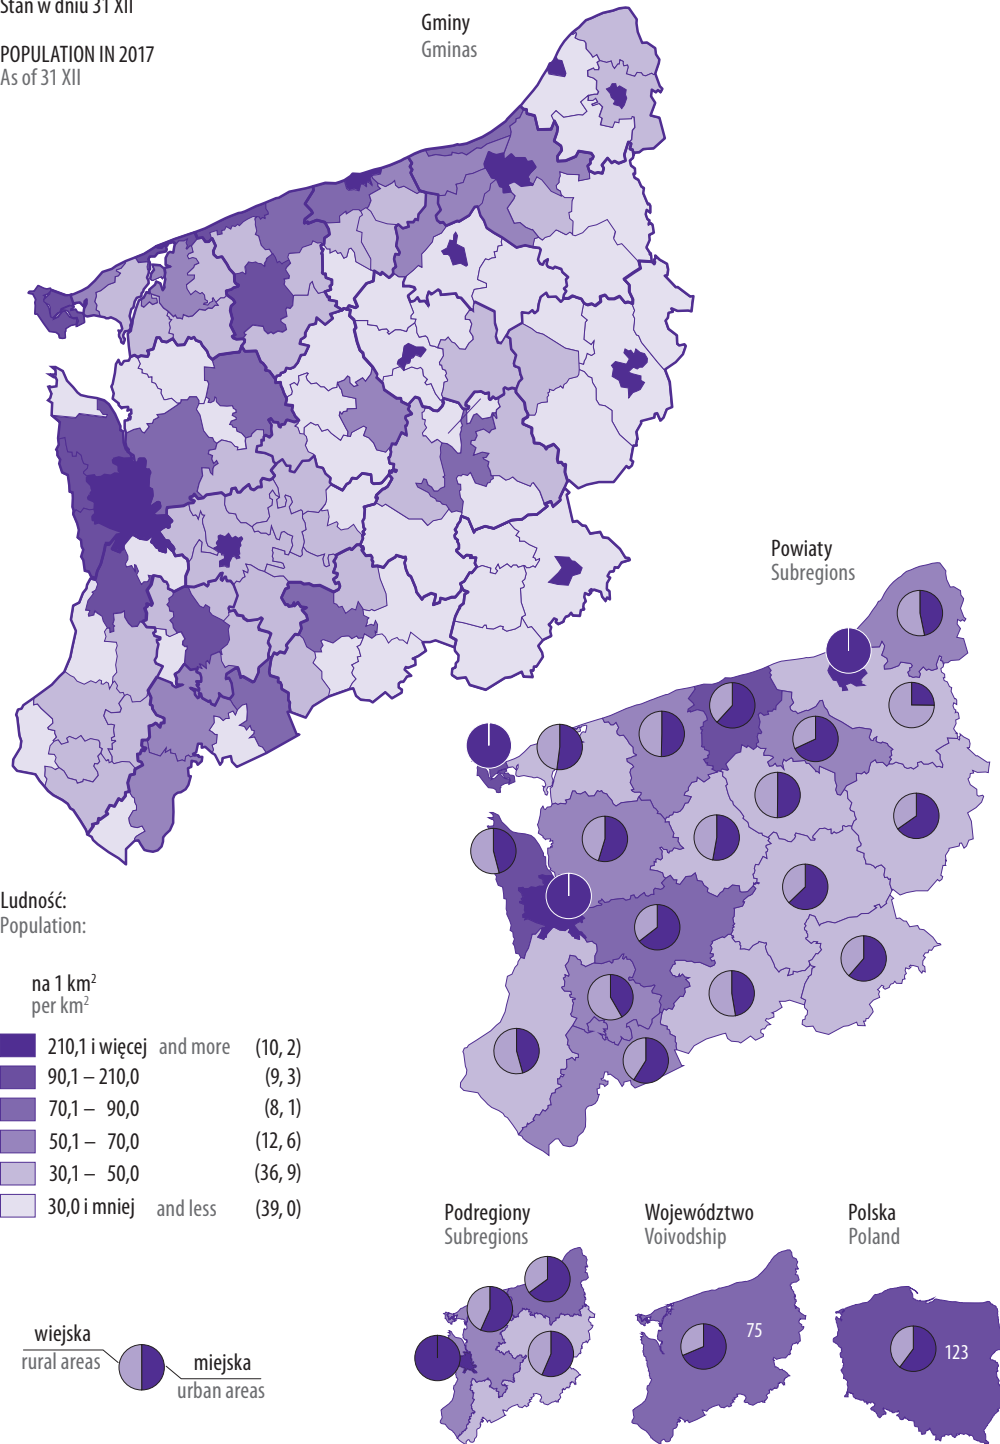 Stan w dniu 31 XII
POPULATION IN 2017
As of 31 XII
Gminy
Gminas
Powiaty
Subregions
Ludność:
Population:
na 1 km²
per km²
210,1 i więcej and more (10, 2)
90,1 – 210,0 (9, 3)
70,1 – 90,0 (8, 1)
50,1 – 70,0 (12, 6)
30,1 – 50,0 (36, 9)
30,0 i mniej and less (39, 0)
wiejska
rural areas
miejska
urban areas
Podregiony
Subregions
Województwo
Voivodship
75
Polska
Poland
123